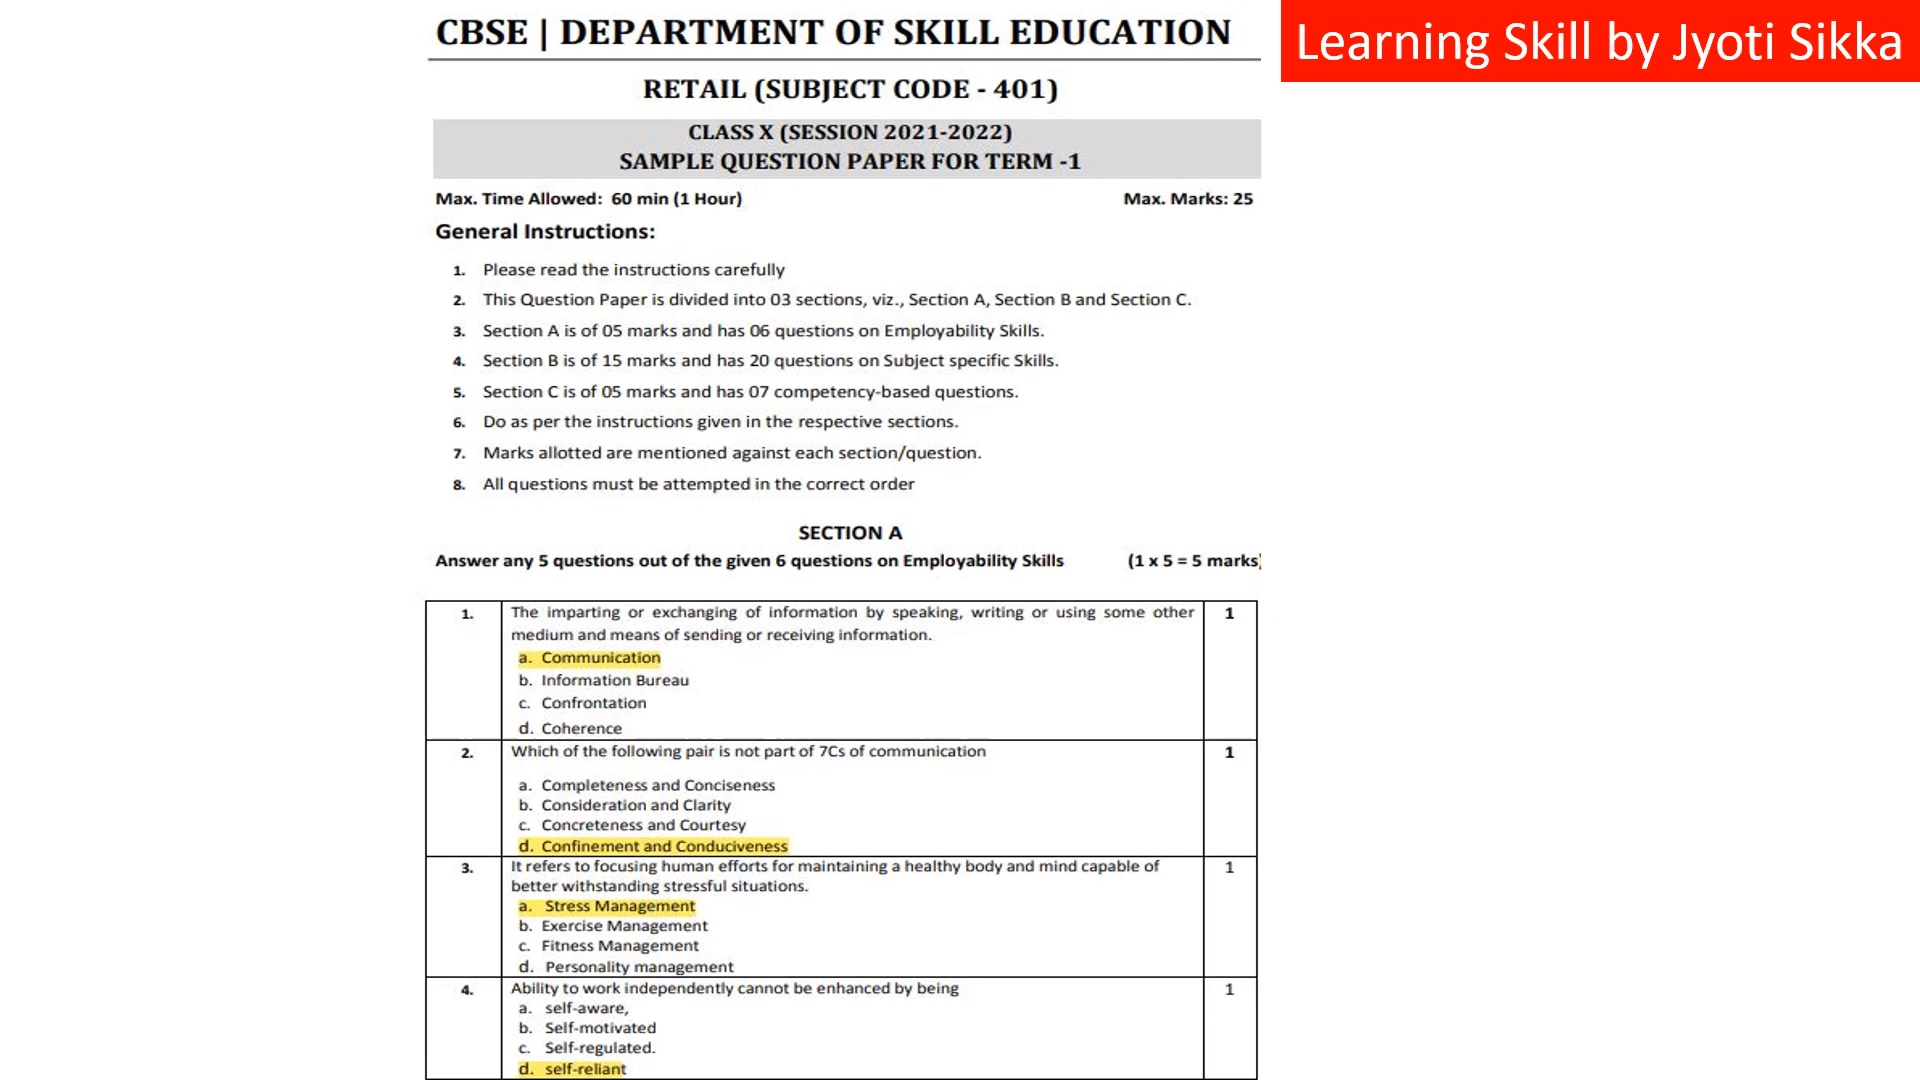 CBSE | DEPARTMENT OF SKILL EDUCATION
Learning Skill by Jyoti Sikka
RETAIL (SUBJECT CODE - 401)
CLASS X (SESSION 2021-2022)
SAMPLE QUESTION PAPER FOR TERM -1
Max. Time Allowed: 60 min (1 Hour) Max. Marks: 25
General Instructions:
1. Please read the instructions carefully
2. This Question Paper is divided into 03 sections, viz., Section A, Section B and Section C.
3. Section A is of 05 marks and has 06 questions on Employability Skills.
4. Section B is of 15 marks and has 20 questions on Subject specific Skills.
5. Section C is of 05 marks and has 07 competency-based questions.
6. Do as per the instructions given in the respective sections.
7. Marks allotted are mentioned against each section/question.
8. All questions must be attempted in the correct order
SECTION A
Answer any 5 questions out of the given 6 questions on Employability Skills (1 x 5 = 5 marks)
1. The imparting or exchanging of information by speaking, writing or using some other 1
medium and means of sending or receiving information.
a. Communication
b. Information Bureau
c. Confrontation
d. Coherence
2. Which of the following pair is not part of 7Cs of communication 1
a. Completeness and Conciseness
b. Consideration and Clarity
c. Concreteness and Courtesy
d. Confinement and Conduciveness
3. It refers to focusing human efforts for maintaining a healthy body and mind capable of 1
better withstanding stressful situations.
a. Stress Management
b. Exercise Management
c. Fitness Management
d. Personality management
4. Ability to work independently cannot be enhanced by being 1
a. self-aware,
b. Self-motivated
c. Self-regulated.
d. self-reliant